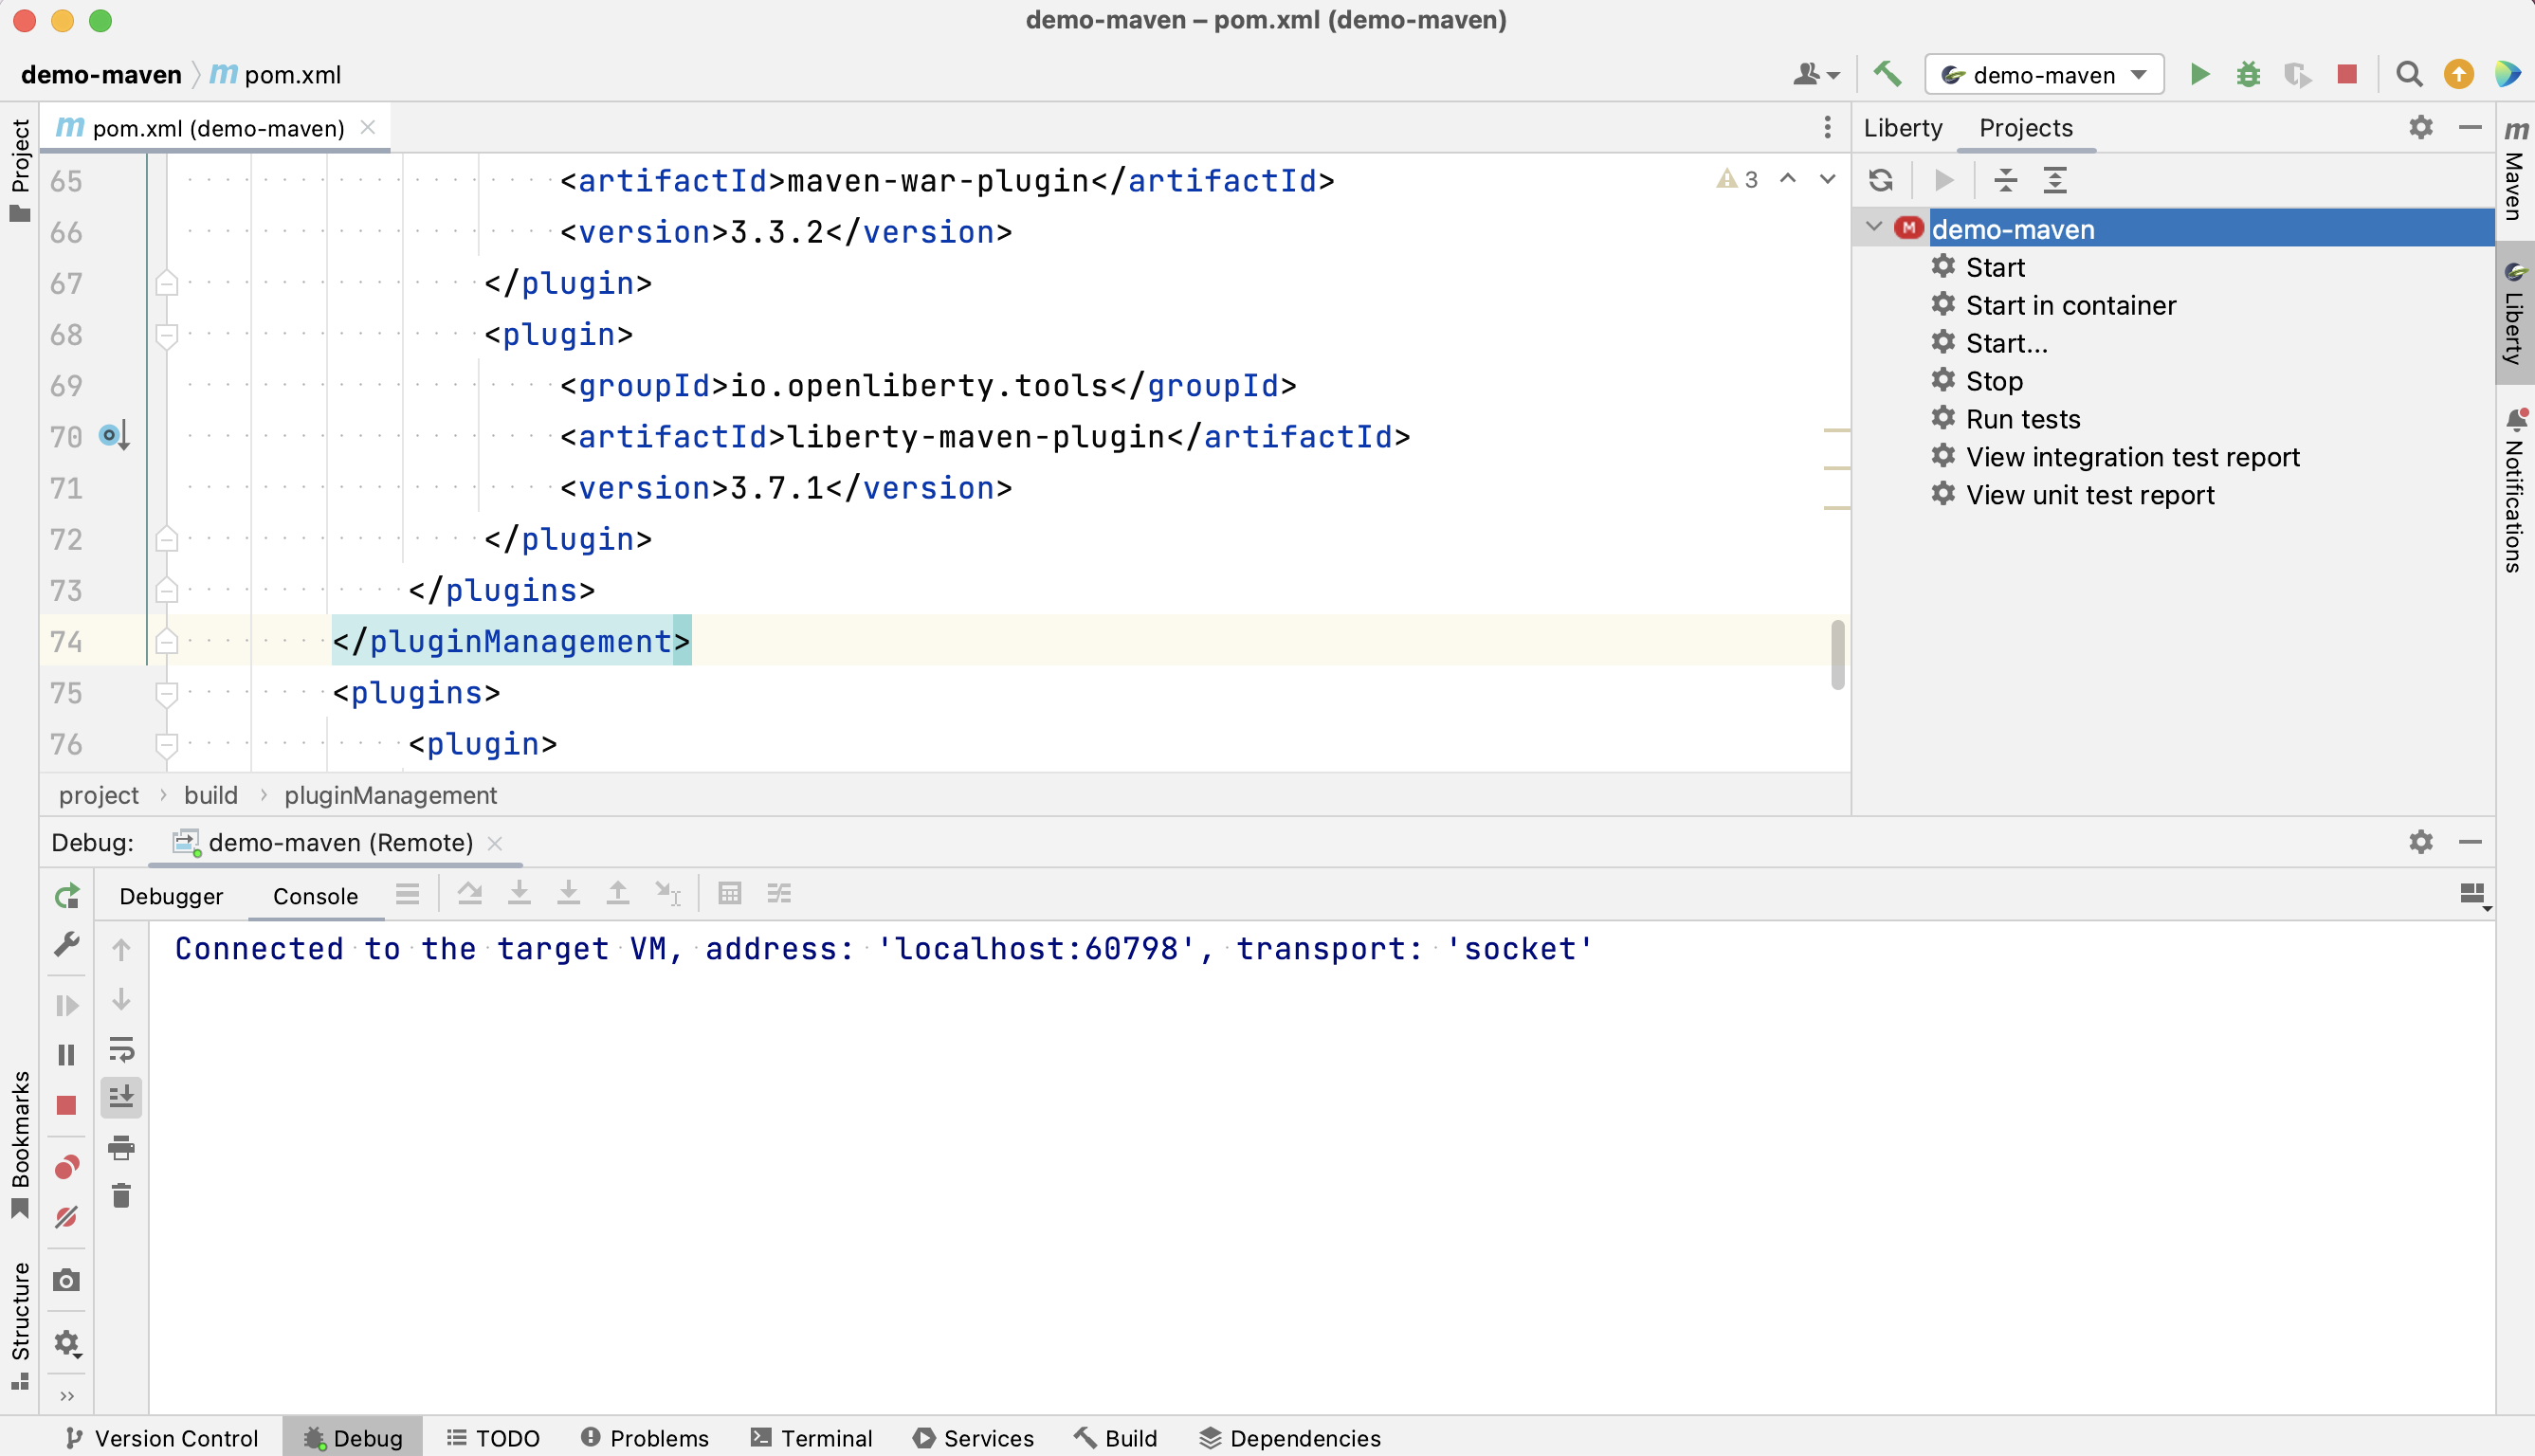 demo-maven – pom.xml (demo-maven)
demo-maven
m pom.xml
demo-maven
Project
m pom.xml (demo-maven)
3
65 <artifactId>maven-war-plugin</artifactId>
66 <version>3.3.2</version>
67 </plugin>
68 <plugin>
69 <groupId>io.openliberty.tools</groupId>
70 <artifactId>liberty-maven-plugin</artifactId>
71 <version>3.7.1</version>
72 </plugin>
73 </plugins>
74 </pluginManagement>
75 <plugins>
76 <plugin>
project › build › pluginManagement
Liberty Projects
M demo-maven
Start
Start in container
Start...
Stop
Run tests
View integration test report
View unit test report
m Maven
Liberty
Notifications
Debug: demo-maven (Remote)
Debugger Console
Connected to the target VM, address: 'localhost:60798', transport: 'socket'
Bookmarks
Structure
Version Control Debug TODO Problems Terminal Services Build Dependencies